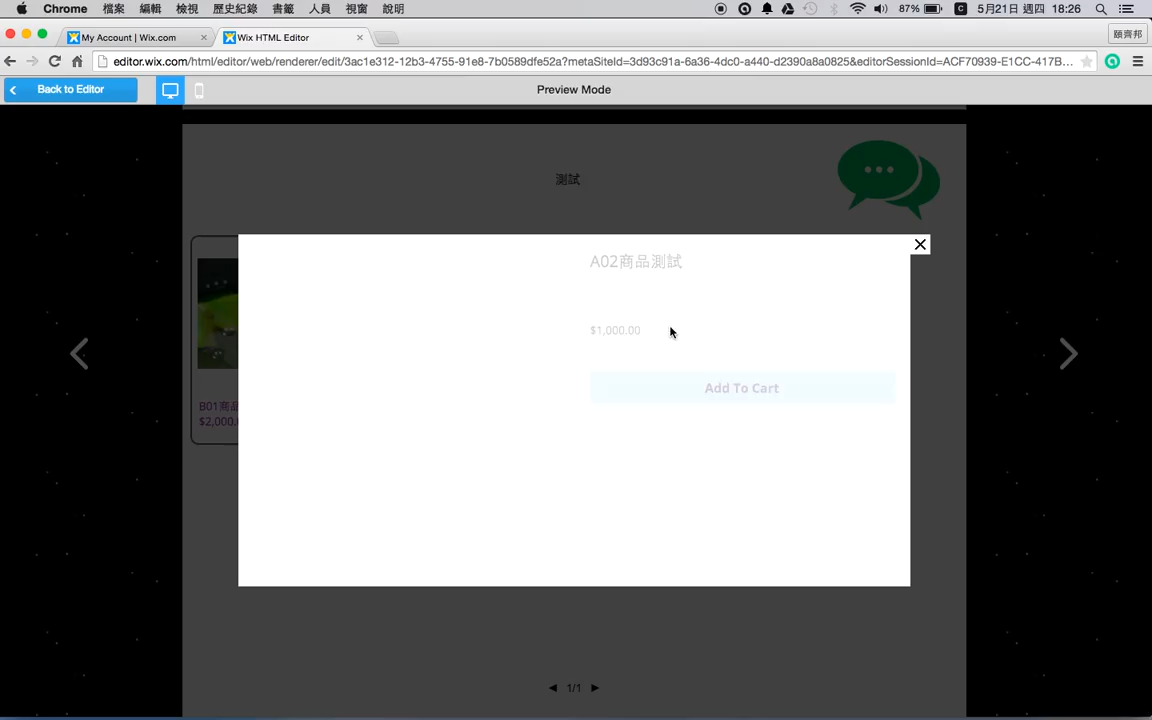 Chrome 檔案 編輯 檢視 歷史紀錄 書籤 人員 視窗 說明 87% 5月21日 週四 18:26
My Account | Wix.com
Wix HTML Editor
顧齊邦
editor.wix.com/html/editor/web/renderer/edit/3ac1e312-12b3-4755-91e8-7b0589dfe52a?metaSiteId=3d93c91a-6a36-4dc0-a440-d2390a8a0825&editorSessionId=ACF70939-E1CC-417B...
Back to Editor
Preview Mode
測試
A02商品測試
$1,000.00
Add To Cart
B01商品
$2,000.
1/1